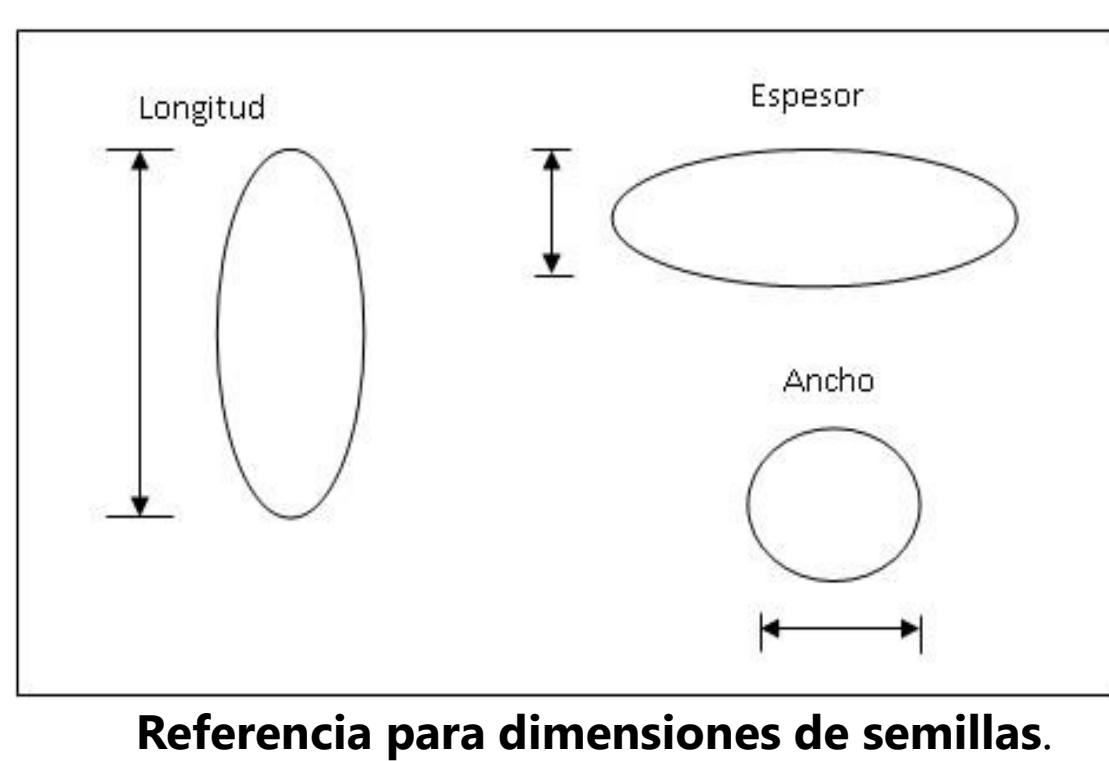 Longitud
Espesor
Ancho
Referencia para dimensiones de semillas.